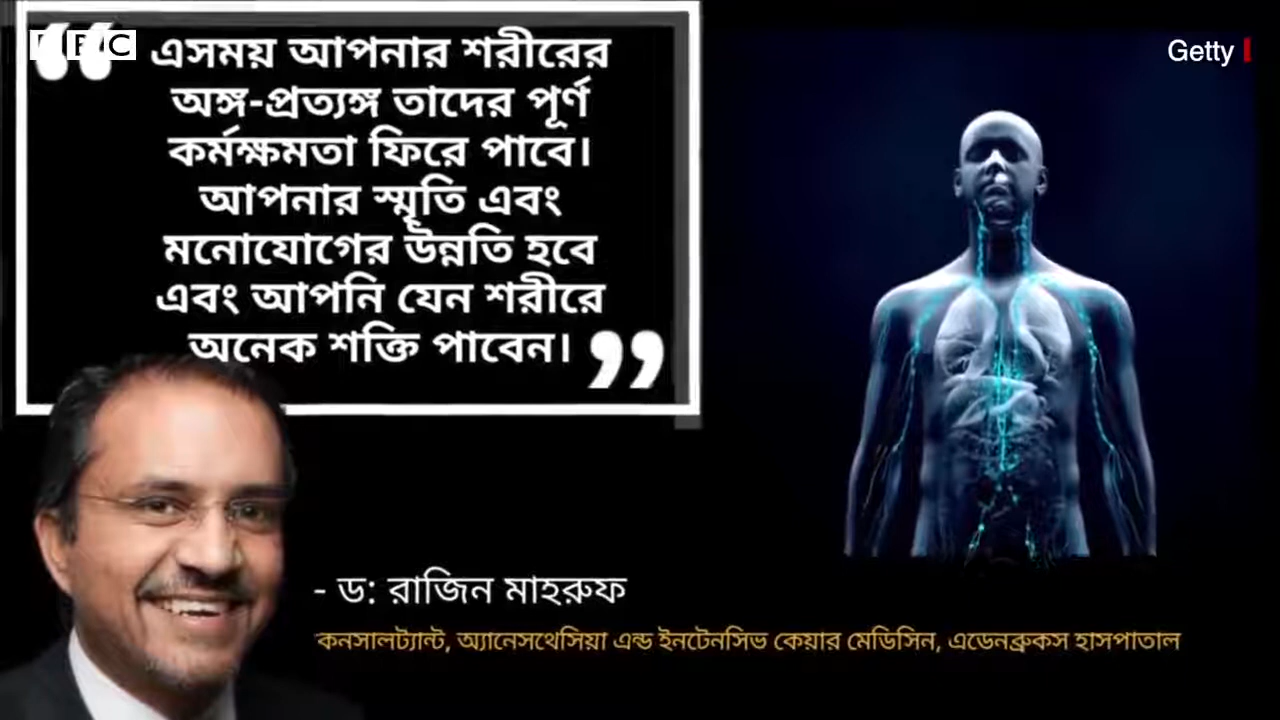 BBC
Getty
এসময় আপনার শরীরের
অঙ্গ-প্রত্যঙ্গ তাদের পূর্ণ
কর্মক্ষমতা ফিরে পাবে।
আপনার স্মৃতি এবং
মনোযোগের উন্নতি হবে
এবং আপনি যেন শরীরে
অনেক শক্তি পাবেন।
- ড: রাজিন মাহরুফ
কনসালট্যান্ট, অ্যানেসথেসিয়া এন্ড ইনটেনসিভ কেয়ার মেডিসিন, এডেনব্রুকস হাসপাতাল